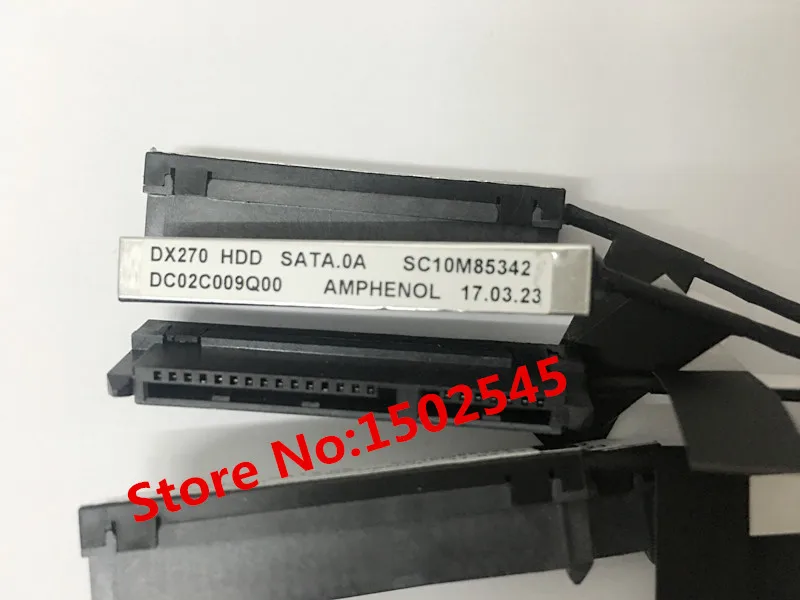 DX270 HDD SATA.0A SC10M85342
DC02C009Q00 AMPHENOL 17.03.23
Store No:1502545